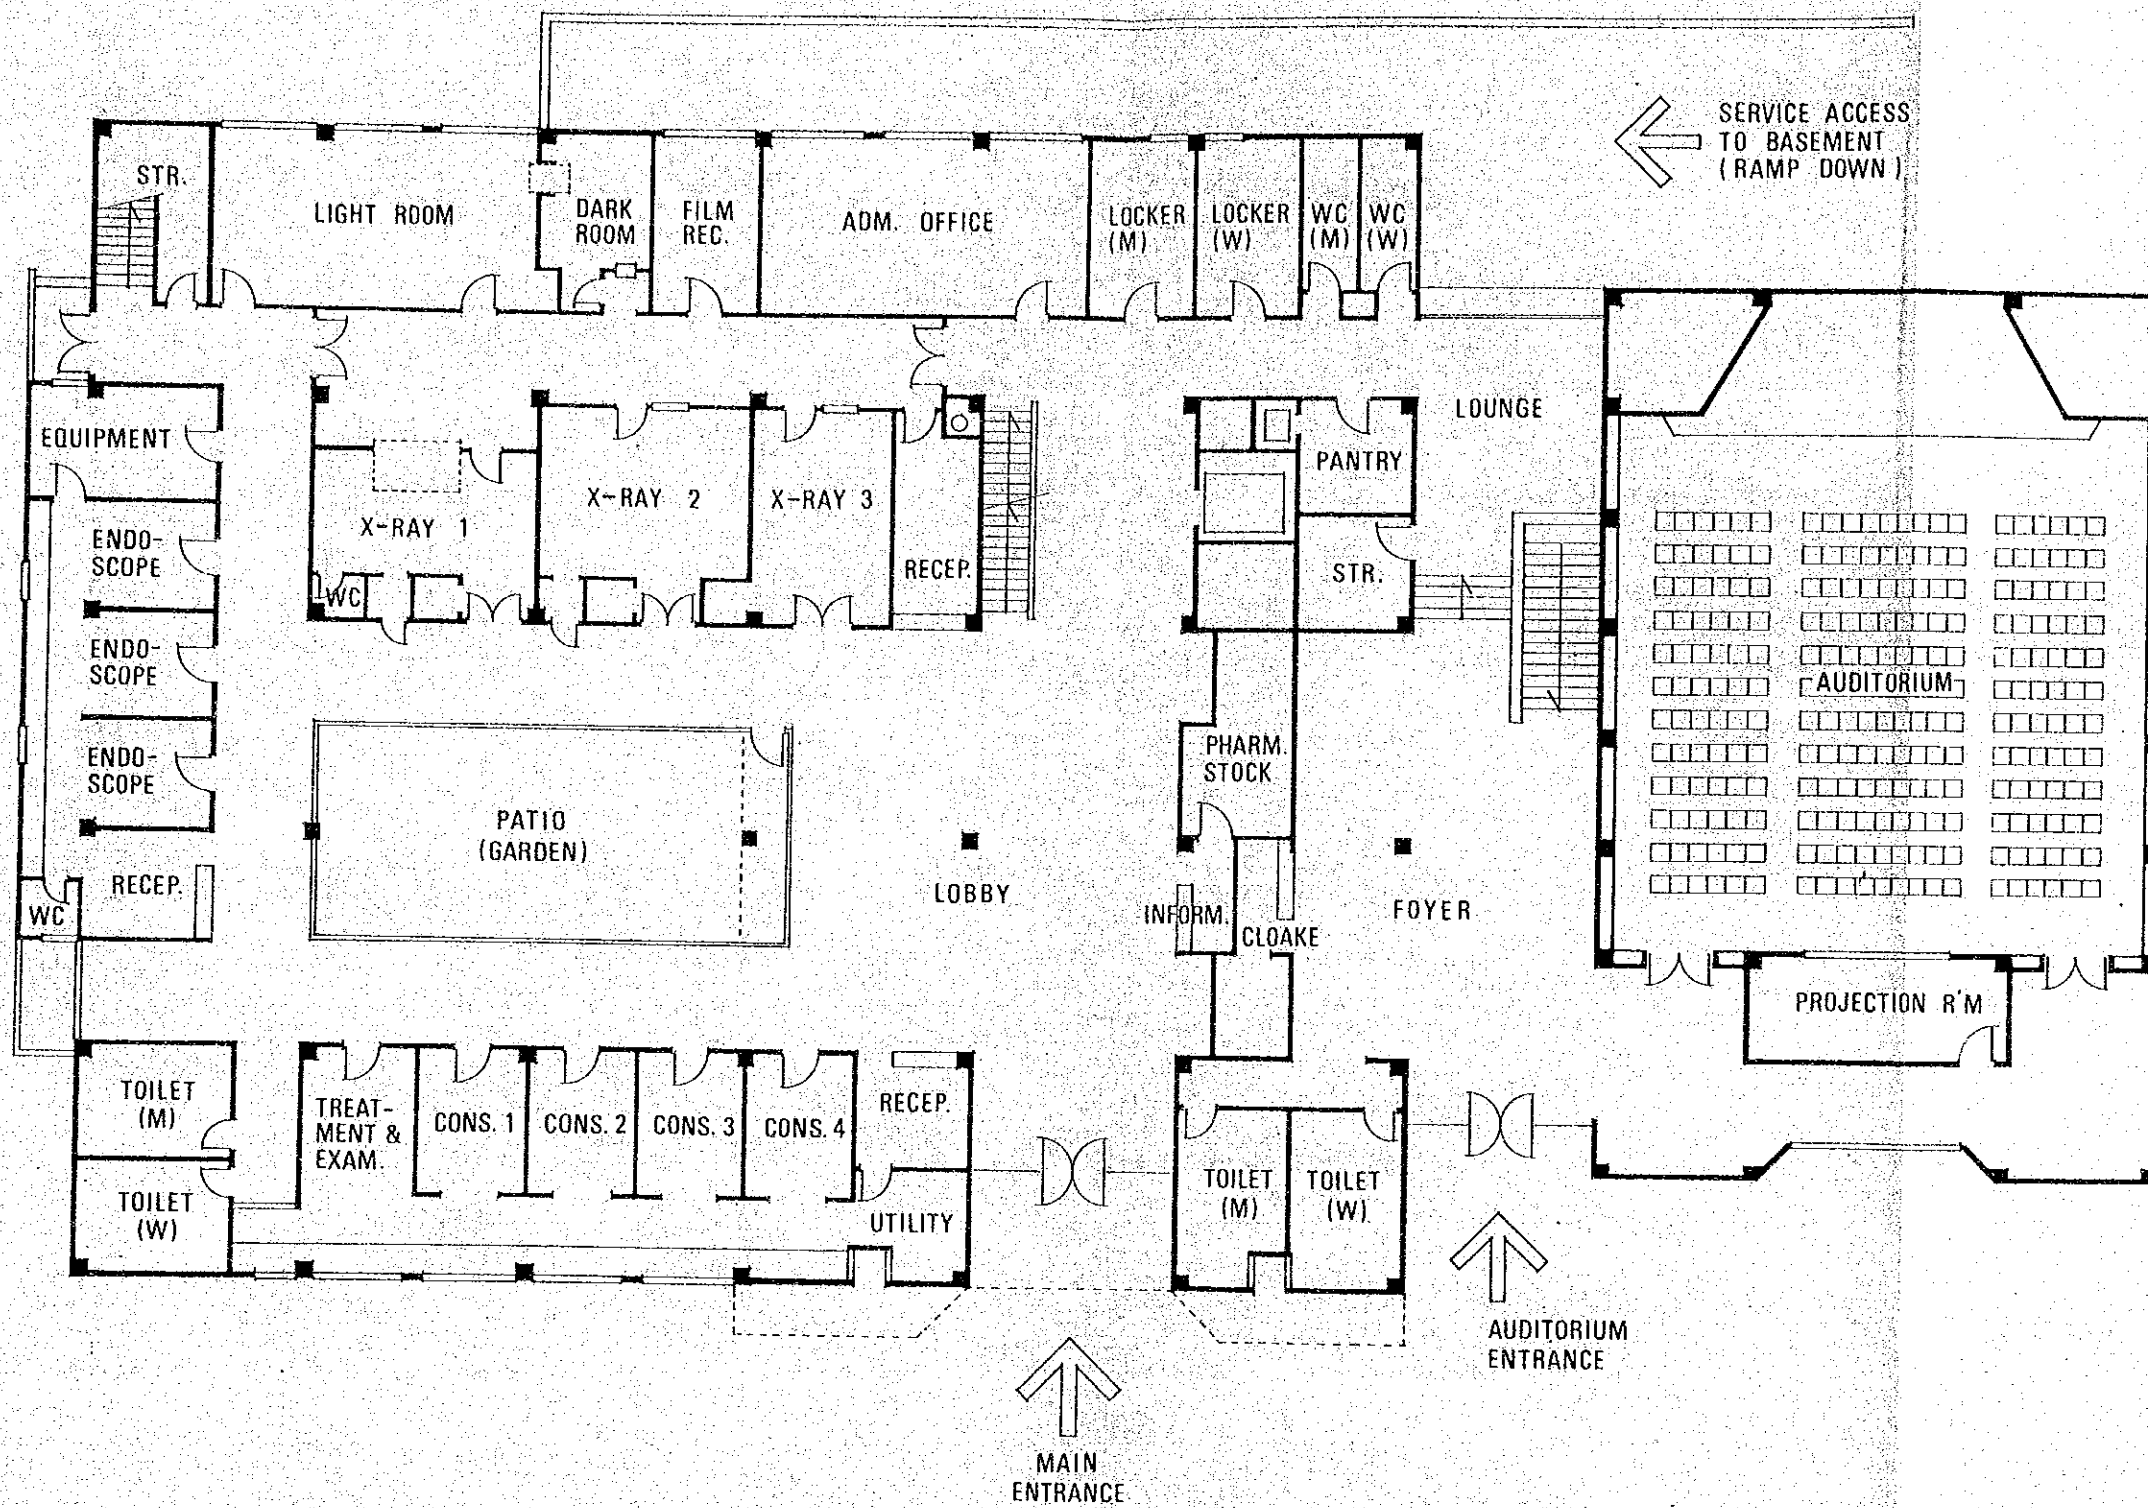 SERVICE ACCESS
TO BASEMENT
(RAMP DOWN)
STR.
LIGHT ROOM
DARK
ROOM
FILM
REC.
ADM. OFFICE
LOCKER
(M)
LOCKER
(W)
WC
(M)
WC
(W)
EQUIPMENT
LOUNGE
PANTRY
X-RAY 1
X-RAY 2
X-RAY 3
RECEP.
STR.
ENDO-
SCOPE
WC
ENDO-
SCOPE
AUDITORIUM
ENDO-
SCOPE
PHARM.
STOCK
PATIO
(GARDEN)
RECEP.
WC
LOBBY
INFORM.
CLOAKE
FOYER
PROJECTION R'M
TOILET
(M)
TREAT-
MENT &
EXAM.
CONS. 1
CONS. 2
CONS. 3
CONS. 4
RECEP.
TOILET
(W)
UTILITY
TOILET
(M)
TOILET
(W)
AUDITORIUM
ENTRANCE
MAIN
ENTRANCE